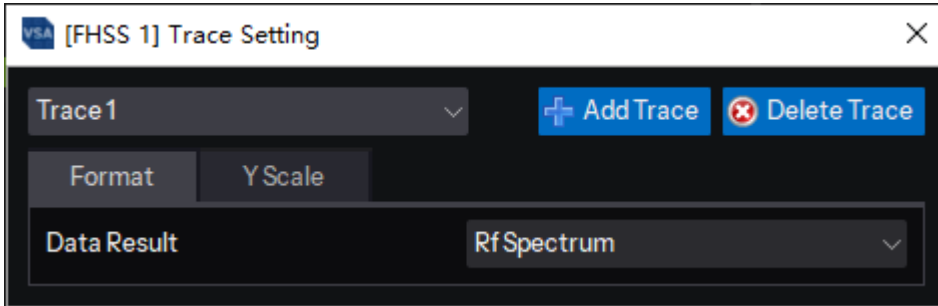 VSA [FHSS 1] Trace Setting
Trace 1 Add Trace Delete Trace
Format Y Scale
Data Result Rf Spectrum